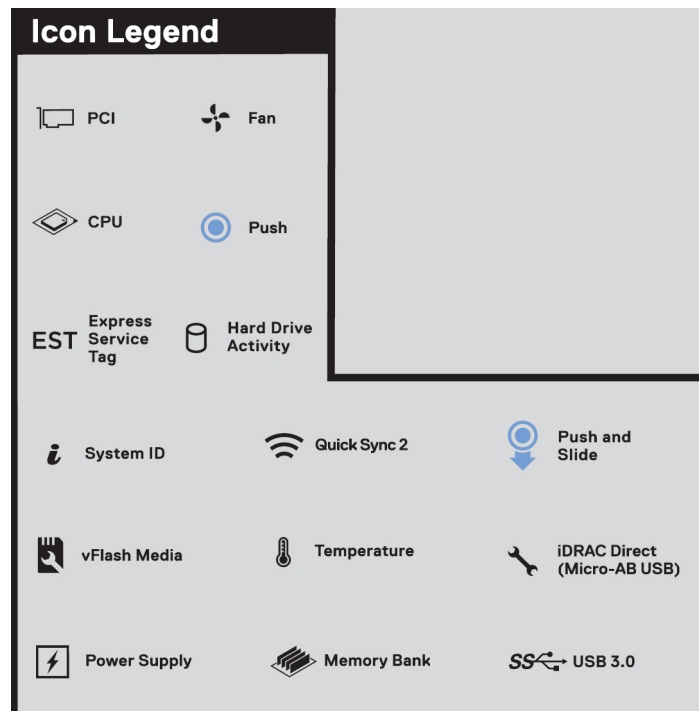 Icon Legend
PCI
Fan
CPU
Push
EST
Express
Service
Tag
Hard Drive
Activity
System ID
Quick Sync 2
Push and
Slide
vFlash Media
Temperature
iDRAC Direct
(Micro-AB USB)
Power Supply
Memory Bank
SS
USB 3.0